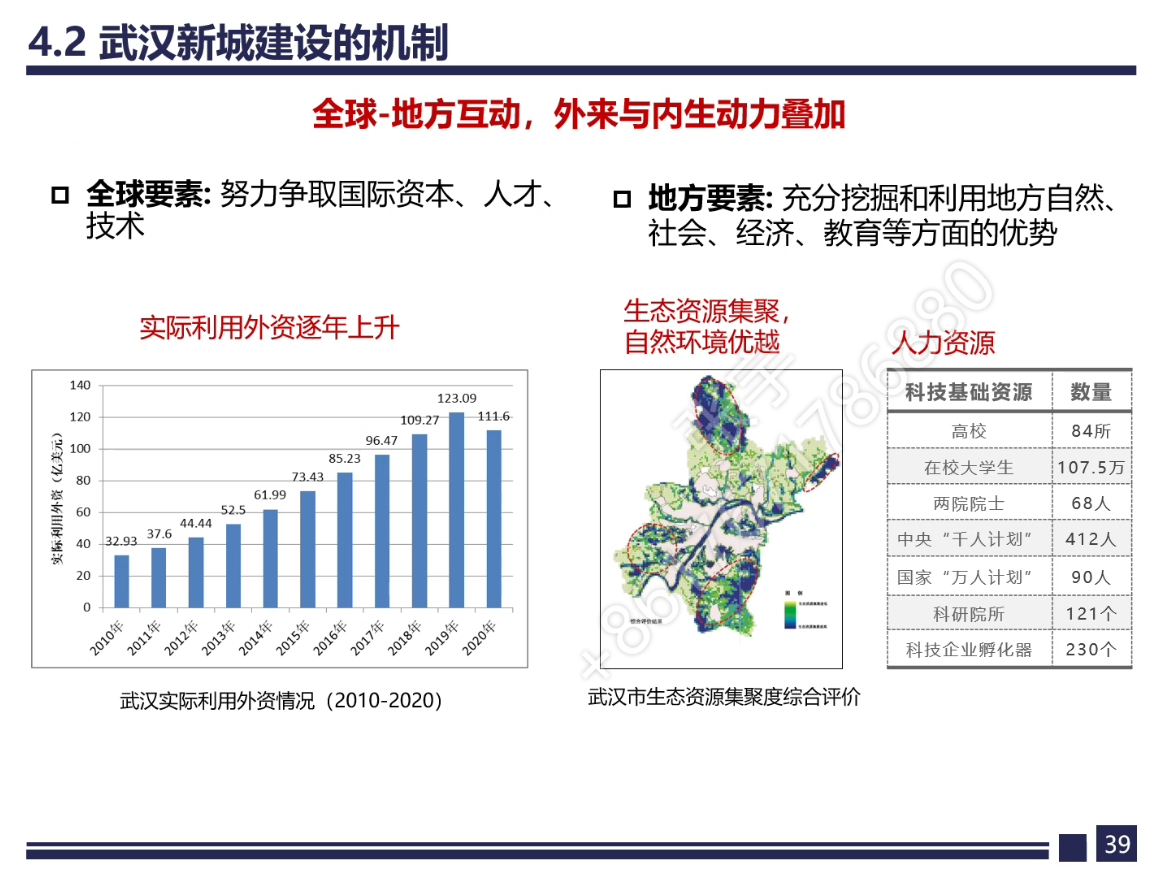 4.2 武汉新城建设的机制
全球-地方互动，外来与内生动力叠加
全球要素: 努力争取国际资本、人才、
技术
地方要素: 充分挖掘和利用地方自然、
社会、经济、教育等方面的优势
实际利用外资逐年上升
实际利用外资（亿美元）
140
120
100
80
60
40
20
0
32.93
37.6
44.44
52.5
61.99
73.43
85.23
96.47
109.27
123.09
111.6
2010年
2011年
2012年
2013年
2014年
2015年
2016年
2017年
2018年
2019年
2020年
武汉实际利用外资情况（2010-2020）
生态资源集聚，
自然环境优越
综合评价结果
图 例
武汉市生态资源集聚度综合评价
人力资源
科技基础资源 数量
高校 84所
在校大学生 107.5万
两院院士 68人
中央“千人计划” 412人
国家“万人计划” 90人
科研院所 121个
科技企业孵化器 230个
39